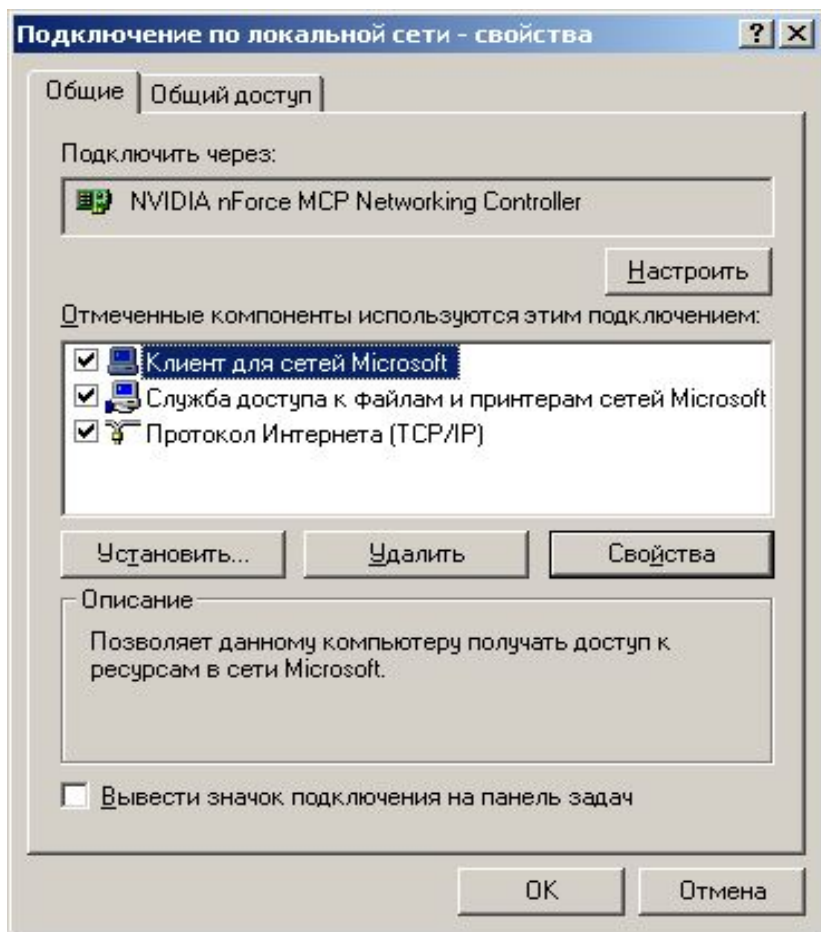 Подключение по локальной сети - свойства
Общие
Общий доступ
Подключить через:
NVIDIA nForce MCP Networking Controller
Настроить
Отмеченные компоненты используются этим подключением:
Клиент для сетей Microsoft
Служба доступа к файлам и принтерам сетей Microsoft
Протокол Интернета (TCP/IP)
Установить...
Удалить
Свойства
Описание
Позволяет данному компьютеру получать доступ к
ресурсам в сети Microsoft.
Вывести значок подключения на панель задач
OK
Отмена